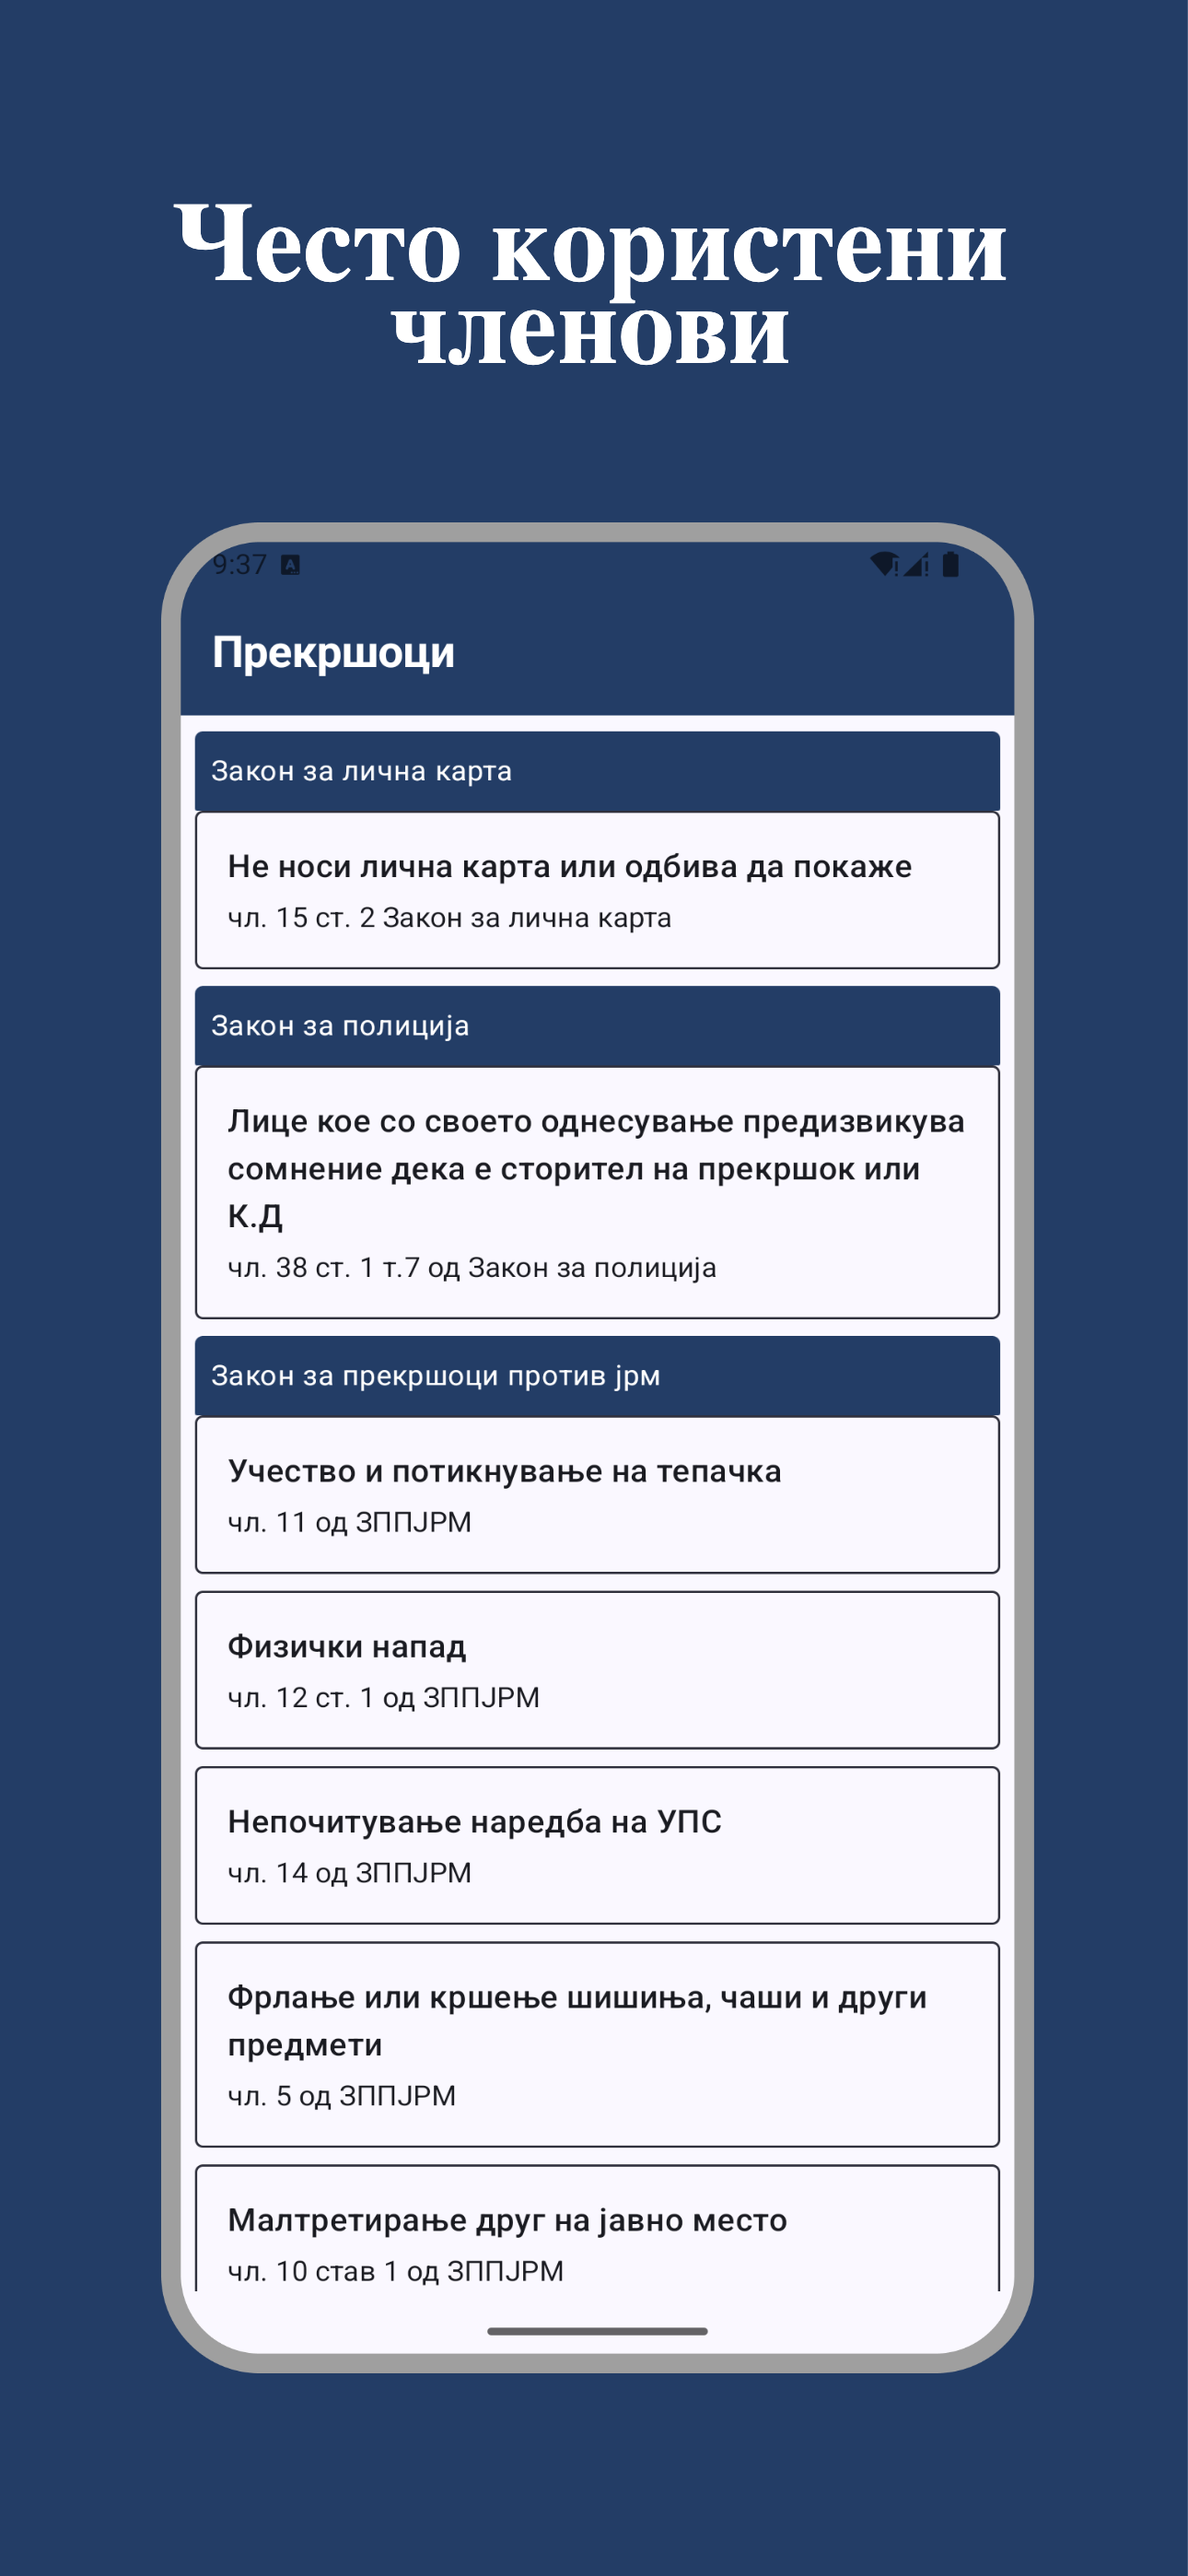 Често користени
членови
9:37
Прекршоци
Закон за лична карта
Не носи лична карта или одбива да покаже
чл. 15 ст. 2 Закон за лична карта
Закон за полиција
Лице кое со своето однесување предизвикува
сомнение дека е сторител на прекршок или
К.Д
чл. 38 ст. 1 т.7 од Закон за полиција
Закон за прекршоци против јрм
Учество и потикнување на тепачка
чл. 11 од ЗППЈРМ
Физички напад
чл. 12 ст. 1 од ЗППЈРМ
Непочитување наредба на УПС
чл. 14 од ЗППЈРМ
Фрлање или кршење шишиња, чаши и други
предмети
чл. 5 од ЗППЈРМ
Малтретирање друг на јавно место
чл. 10 став 1 од ЗППЈРМ